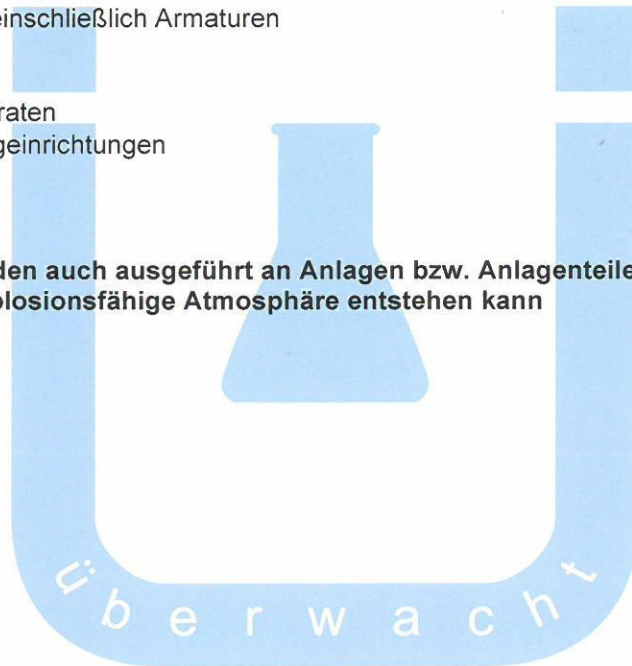 einschließlich Armaturen
raten
geinrichtungen
den auch ausgeführt an Anlagen bzw. Anlagenteile
plosionsfähige Atmosphäre entstehen kann
überwacht